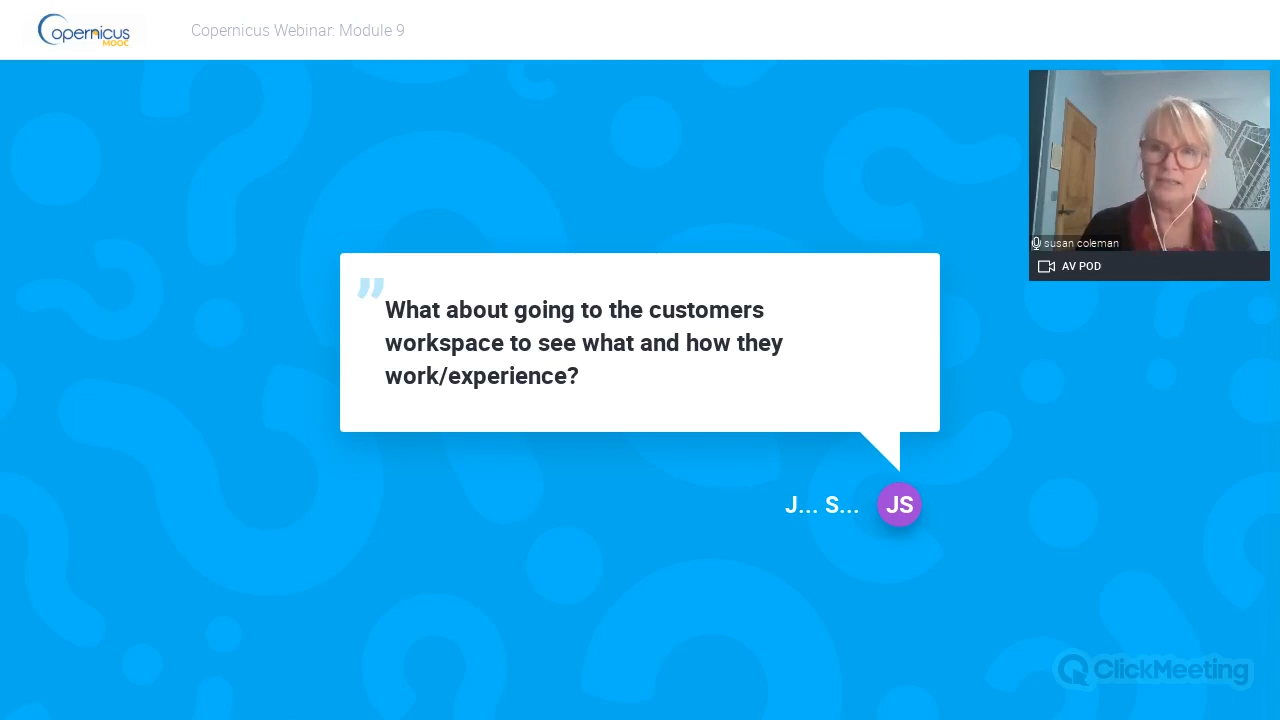 Copernicus
MOOC
Copernicus Webinar: Module 9
susan coleman
AV POD
"
What about going to the customers
workspace to see what and how they
work/experience?
J... S...
JS
ClickMeeting